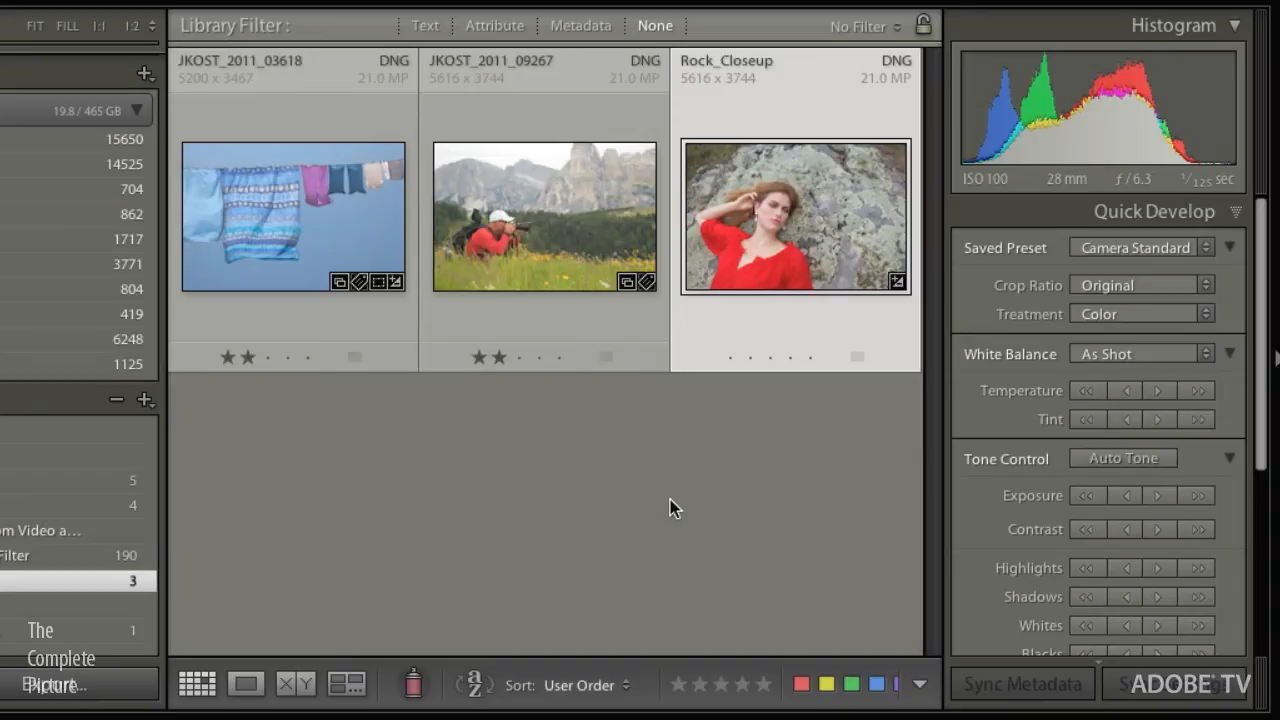 FIT FILL 1:1 1:2
Library Filter : Text Attribute Metadata None No Filter
Histogram
JKOST_2011_03618 DNG
5200 x 3467 21.0 MP
JKOST_2011_09267 DNG
5616 x 3744 21.0 MP
Rock_Closeup DNG
5616 x 3744 21.0 MP
19.8 / 465 GB
15650
14525
704
862
1717
3771
804
419
6248
1125
5
4
om Video a...
Filter 190
3
1
The
Complete
Picture
ISO 100 28 mm ƒ / 6.3 1/125 sec
Quick Develop
Saved Preset Camera Standard
Crop Ratio Original
Treatment Color
White Balance As Shot
Temperature
Tint
Tone Control Auto Tone
Exposure
Contrast
Highlights
Shadows
Whites
Blacks
XY
Sort: User Order
Sync Metadata
ADOBE TV